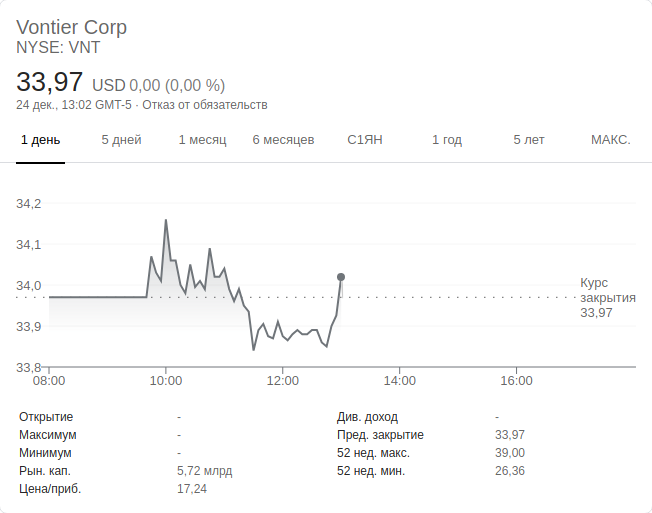 Vontier Corp
NYSE: VNT
33,97 USD 0,00 (0,00 %)
24 дек., 13:02 GMT-5 · Отказ от обязательств
1 день 5 дней 1 месяц 6 месяцев С1ЯН 1 год 5 лет МАКС.
34,2
34,1
34,0
33,9
33,8
Курс
закрытия
33,97
08:00 10:00 12:00 14:00 16:00
Открытие - Див. доход -
Максимум - Пред. закрытие 33,97
Минимум - 52 нед. макс. 39,00
Рын. кап. 5,72 млрд 52 нед. мин. 26,36
Цена/приб. 17,24